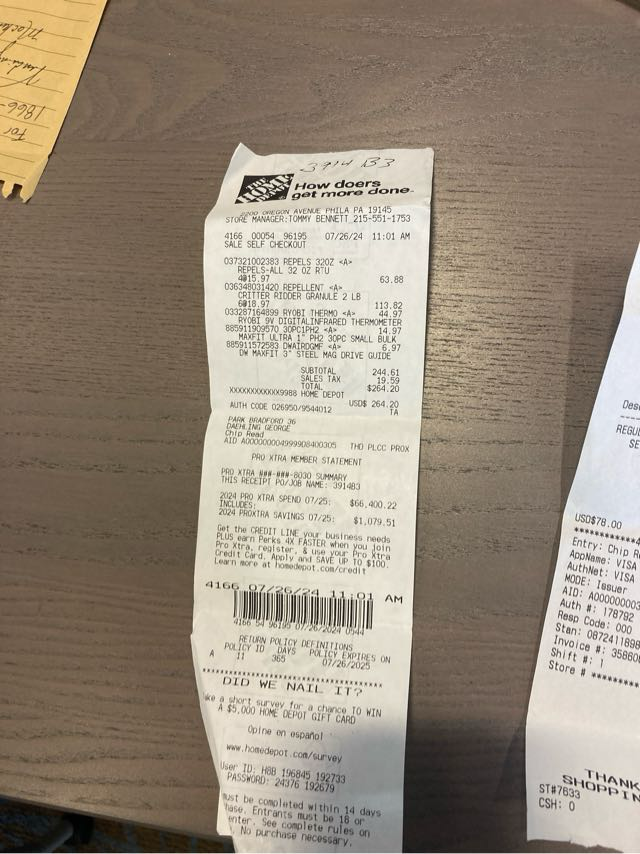 3914 B3
THE HOME DEPOT
How doers
get more done.
2200 OREGON AVENUE PHILA PA 19145
STORE MANAGER:TOMMY BENNETT 215-551-1753
4166 00054 96195 07/26/24 11:01 AM
SALE SELF CHECKOUT
037321002383 REPELS 32OZ <A>
REPELS-ALL 32 OZ RTU
4@15.97 63.88
036348031420 REPELLENT <A>
CRITTER RIDDER GRANULE 2 LB
6@18.97 113.82
033287164899 RYOBI THERMO <A> 44.97
RYOBI 9V DIGITALINFRARED THERMOMETER
885911909570 30PC1PH2 <A> 14.97
MAXFIT ULTRA 1" PH2 30PC SMALL BULK
885911572583 DWAIRDGMF <A> 6.97
DW MAXFIT 3" STEEL MAG DRIVE GUIDE
SUBTOTAL 244.61
SALES TAX 19.59
TOTAL $264.20
XXXXXXXXXXXX9988 HOME DEPOT
USD$ 264.20
AUTH CODE 026950/9544012 TA
PARK BRADFORD 36
DAEHLING GEORGE
Chip Read
AID A0000000049999D8400305 THD PLCC PROX
PRO XTRA MEMBER STATEMENT
PRO XTRA ###-###-8030 SUMMARY
THIS RECEIPT PO/JOB NAME: 3914B3
2024 PRO XTRA SPEND 07/25: $66,400.22
INCLUDES:
2024 PROXTRA SAVINGS 07/25: $1,079.51
Get the CREDIT LINE your business needs
PLUS earn Perks 4X FASTER when you join
Pro Xtra, register, & use your Pro Xtra
Credit Card. Apply and SAVE UP TO $100.
Learn more at homedepot.com/credit
4166 07/26/24 11:01 AM
4166 54 96195 07/26/2024 0544
RETURN POLICY DEFINITIONS
POLICY ID DAYS POLICY EXPIRES ON
A 11 365 07/26/2025
DID WE NAIL IT?
ake a short survey for a chance TO WIN
A $5,000 HOME DEPOT GIFT CARD
Opine en español
www.homedepot.com/survey
User ID: H8B 196845 192733
PASSWORD: 24376 192679
must be completed within 14 days
hase. Entrants must be 18 or
enter. See complete rules on
. No purchase necessary.
For
1866-
Des
REGU
SE
USD$78.00
Entry: Chip R
AppName: VISA
AuthNet: VISA
MODE: Issuer
AID: A000000003
Auth #: 178792
Resp Code: 000
Stan: 0872411898
Invoice #: 35860
Shift #: 1
Store #
THANK
SHOPPIN
ST#7633
CSH: 0